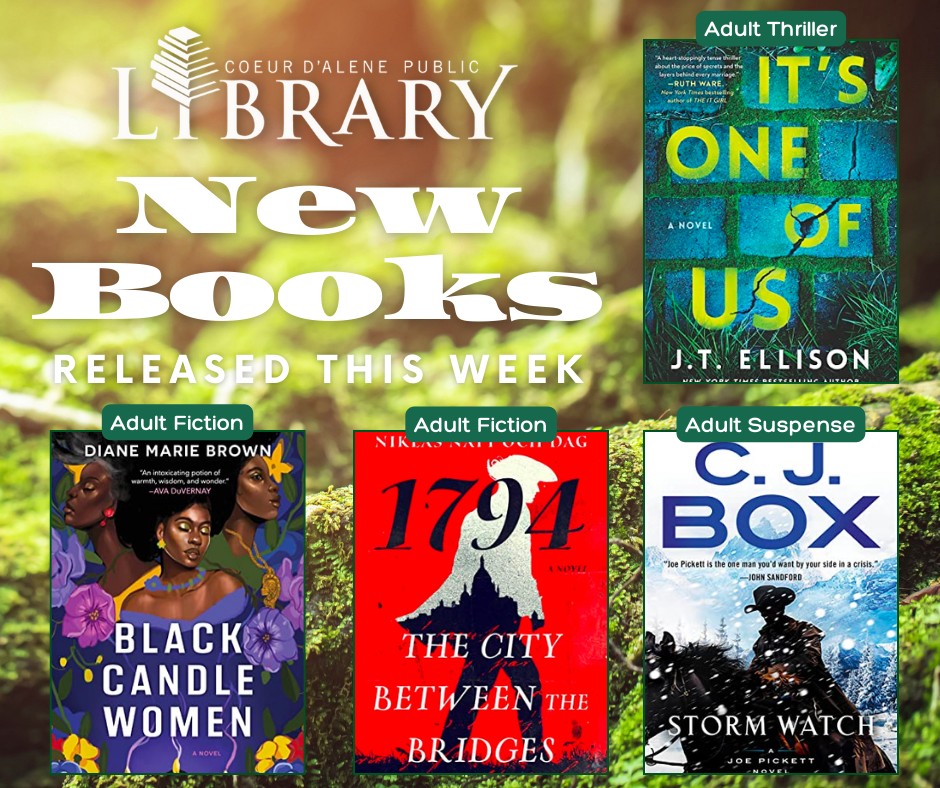 COEUR D'ALENE PUBLIC
LIBRARY
New
Books
RELEASED THIS WEEK
Adult Thriller
"A heart-stoppingly tense thriller
about the price of secrets and the
layers behind every marriage."
—RUTH WARE,
New York Times bestselling
author of THE IT GIRL
IT'S
ONE
A NOVEL
OF
US
J.T. ELLISON
NEW YORK TIMES BESTSELLING AUTHOR
Adult Fiction
DIANE MARIE BROWN
"An intoxicating potion of
warmth, wisdom, and wonder."
—AVA DuVERNAY
BLACK
CANDLE
WOMEN
A NOVEL
Adult Fiction
NIKLAS NATT OCH DAG
1794
A NOVEL
THE CITY
BETWEEN THE
BRIDGES
Adult Suspense
C. J.
BOX
"Joe Pickett is the one man you'd want by your side in a crisis."
—JOHN SANDFORD
STORM WATCH
A
JOE PICKETT
NOVEL